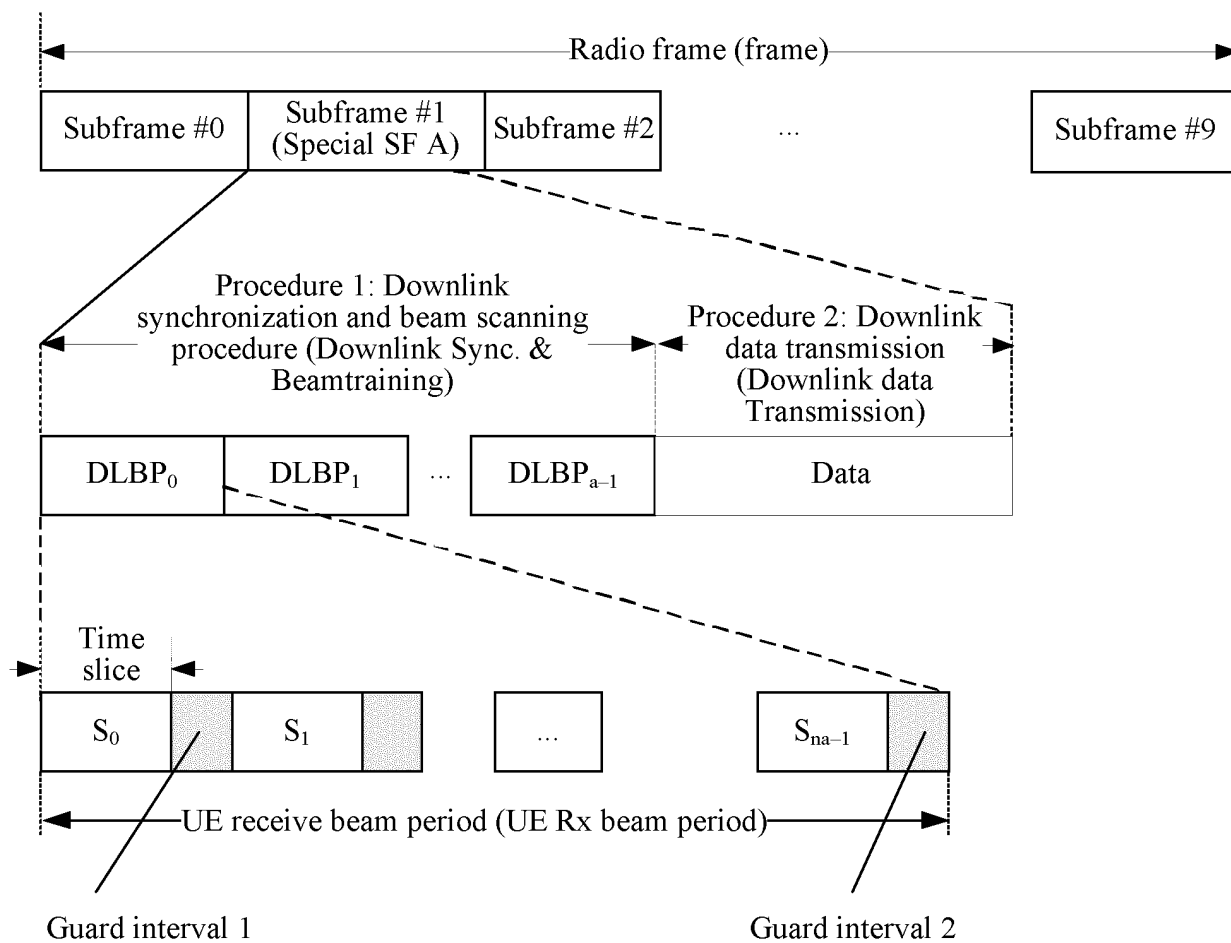 Radio frame (frame)
Subframe #0
Subframe #1
(Special SF A)
Subframe #2
...
Subframe #9
Procedure 1: Downlink
synchronization and beam scanning
procedure (Downlink Sync. &
Beamtraining)
Procedure 2: Downlink
data transmission
(Downlink data
Transmission)
DLBP0
DLBP1
...
DLBPa–1
Data
Time
slice
S0
S1
...
Sna–1
UE receive beam period (UE Rx beam period)
Guard interval 1
Guard interval 2